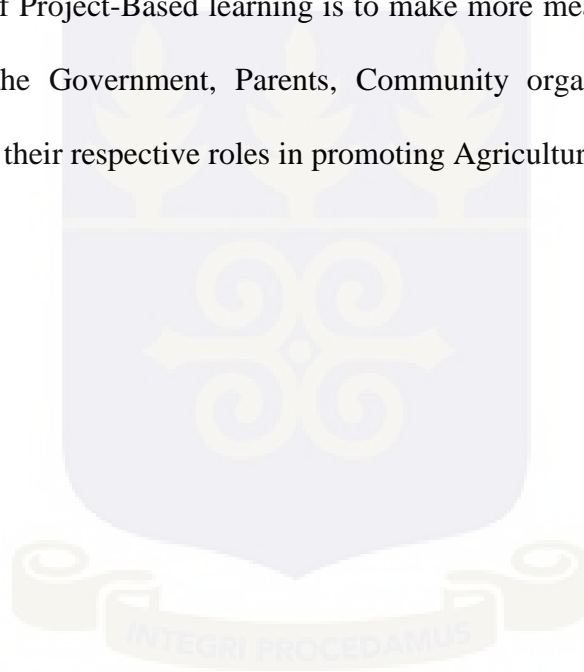 f Project-Based learning is to make more mea
he Government, Parents, Community orga
their respective roles in promoting Agricultur
INTEGRI PROCEDAMUS